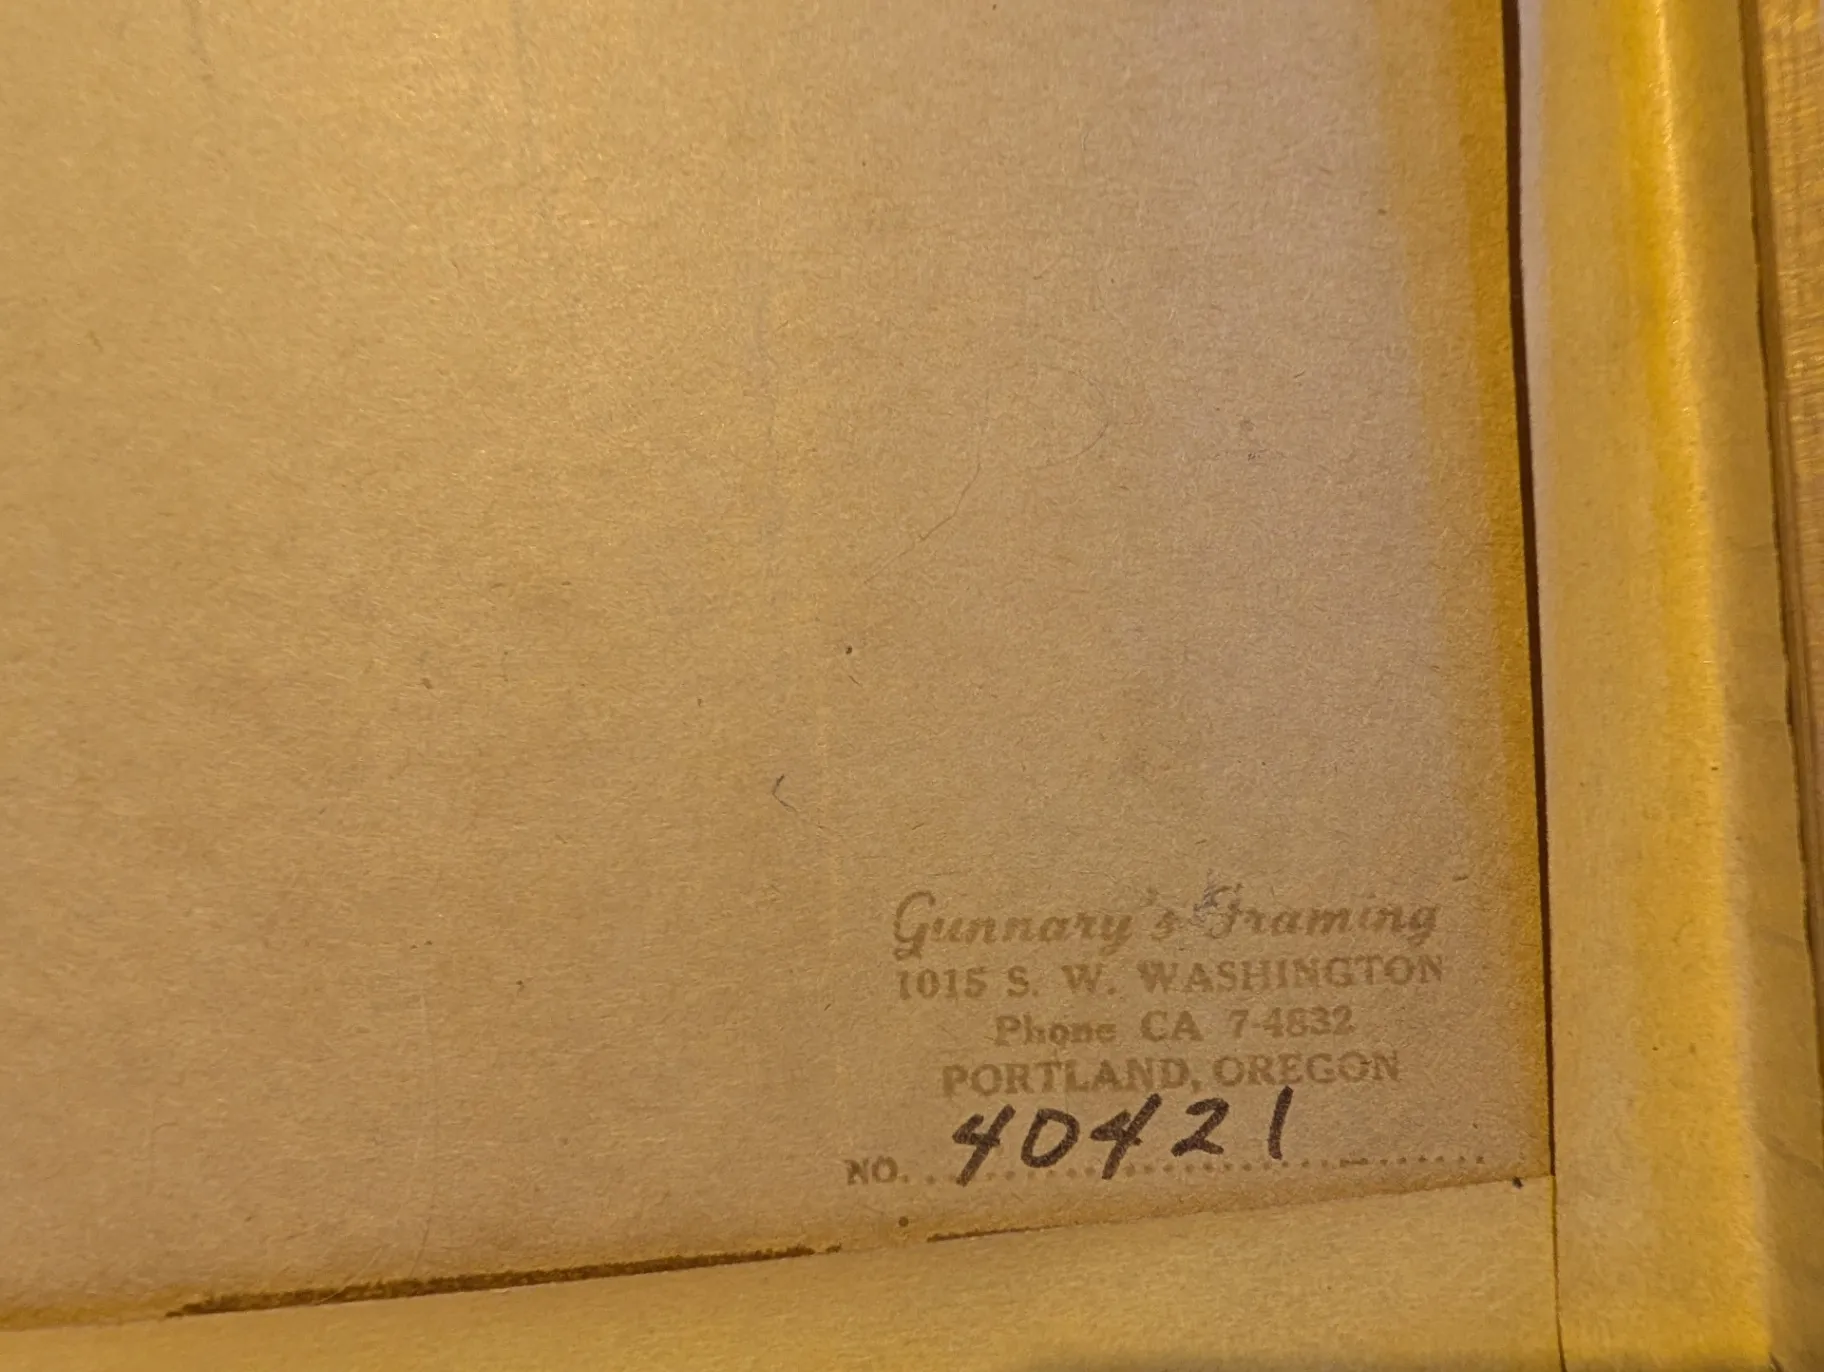 Gunnary's Framing
1015 S. W. WASHINGTON
Phone CA 7-4832
PORTLAND, OREGON
NO. 40421